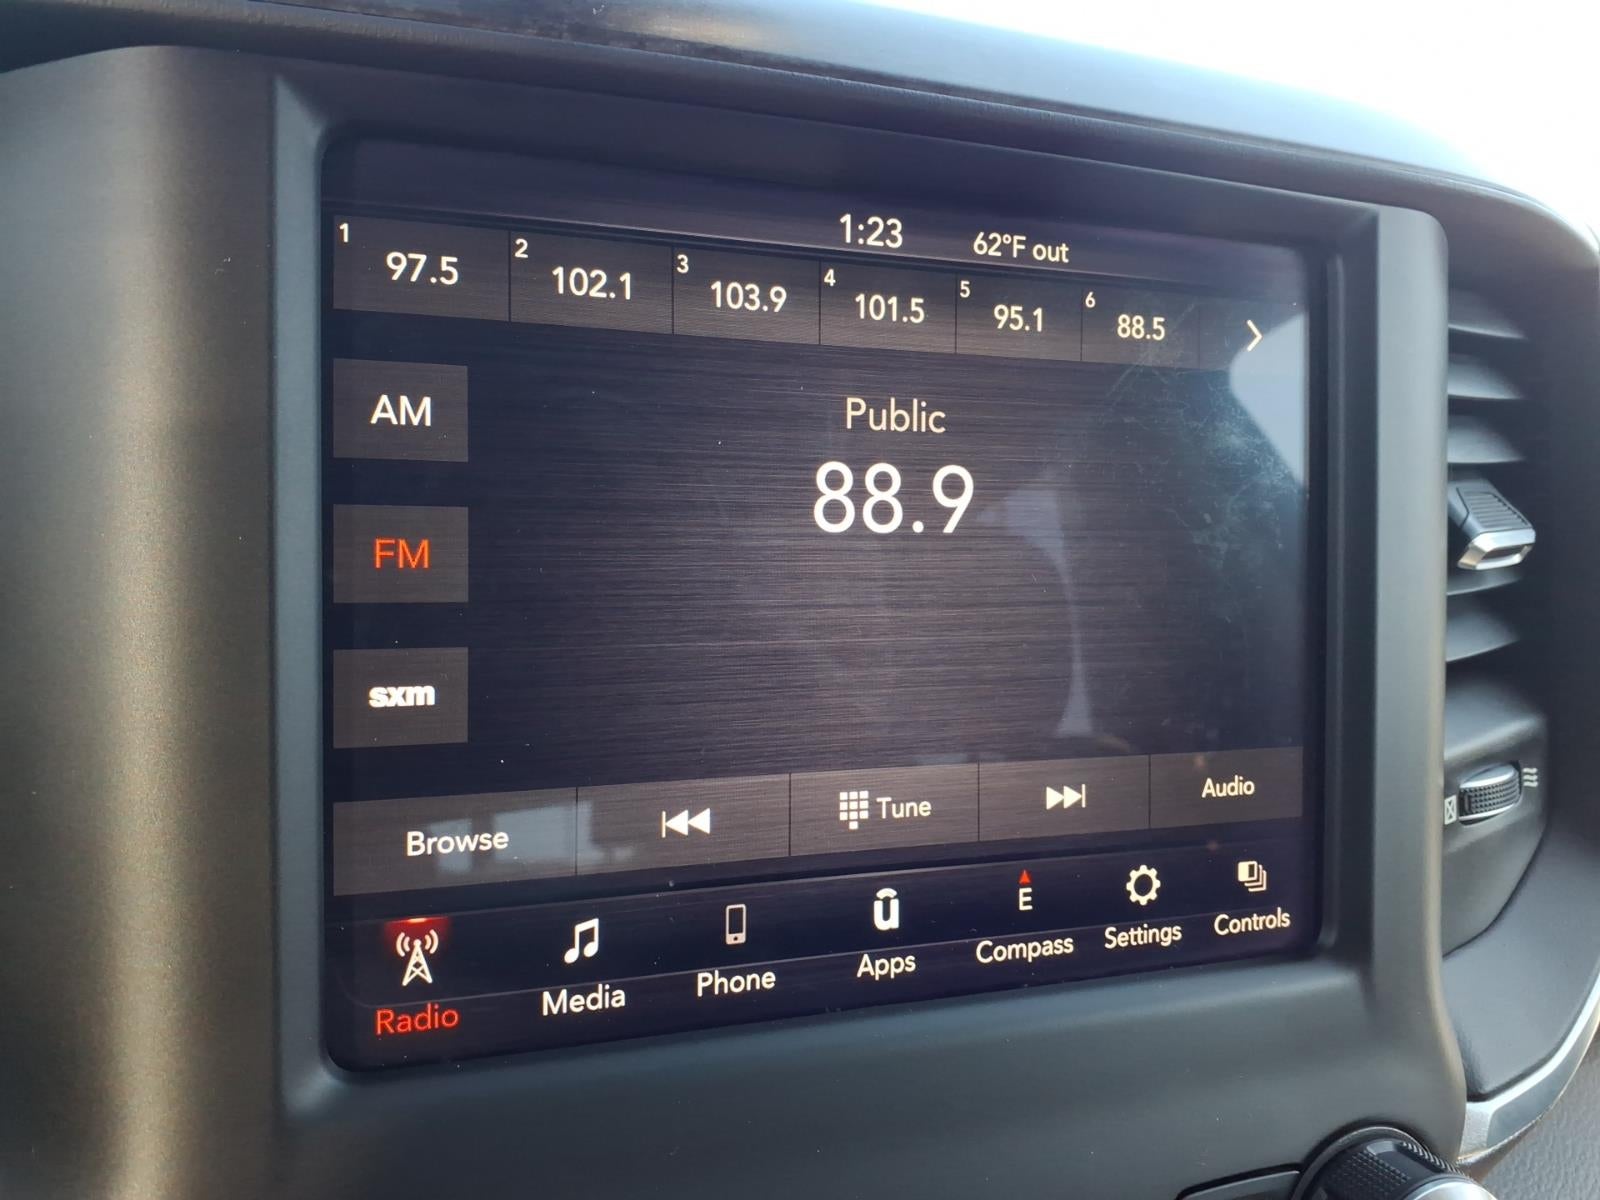 1:23 62°F out
1 97.5 2 102.1 3 103.9 4 101.5 5 95.1 6 88.5
AM
Public
88.9
FM
sxm
Browse Tune Audio
E
Radio Media Phone Apps Compass Settings Controls